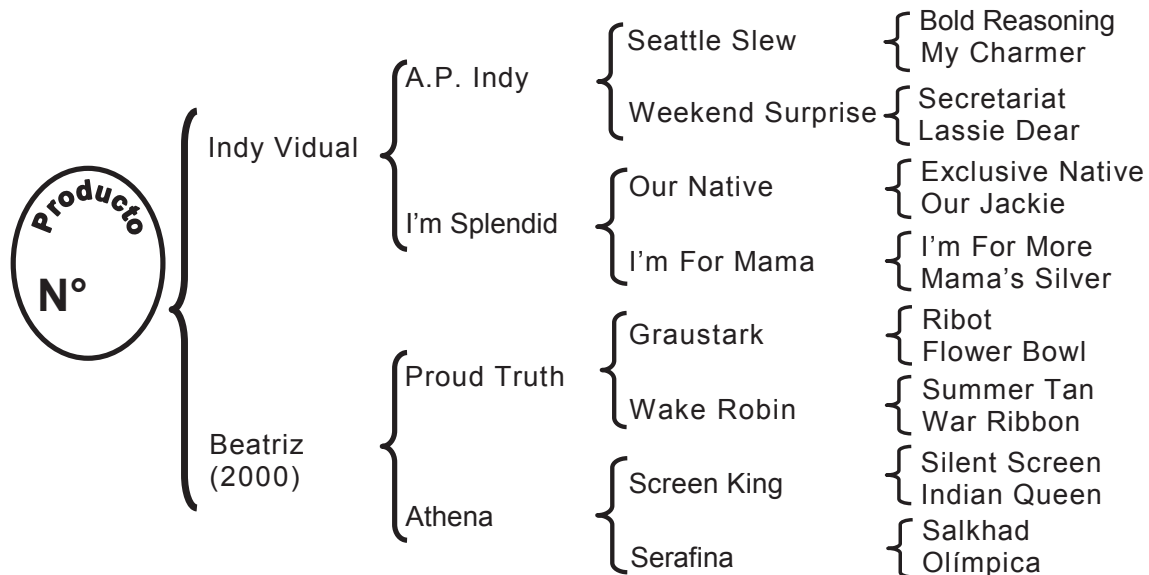 Producto
N°
Indy Vidual
Beatriz
(2000)
A.P. Indy
I'm Splendid
Proud Truth
Athena
Seattle Slew
Weekend Surprise
Our Native
I'm For Mama
Graustark
Wake Robin
Screen King
Serafina
Bold Reasoning
My Charmer
Secretariat
Lassie Dear
Exclusive Native
Our Jackie
I'm For More
Mama's Silver
Ribot
Flower Bowl
Summer Tan
War Ribbon
Silent Screen
Indian Queen
Salkhad
Olímpica